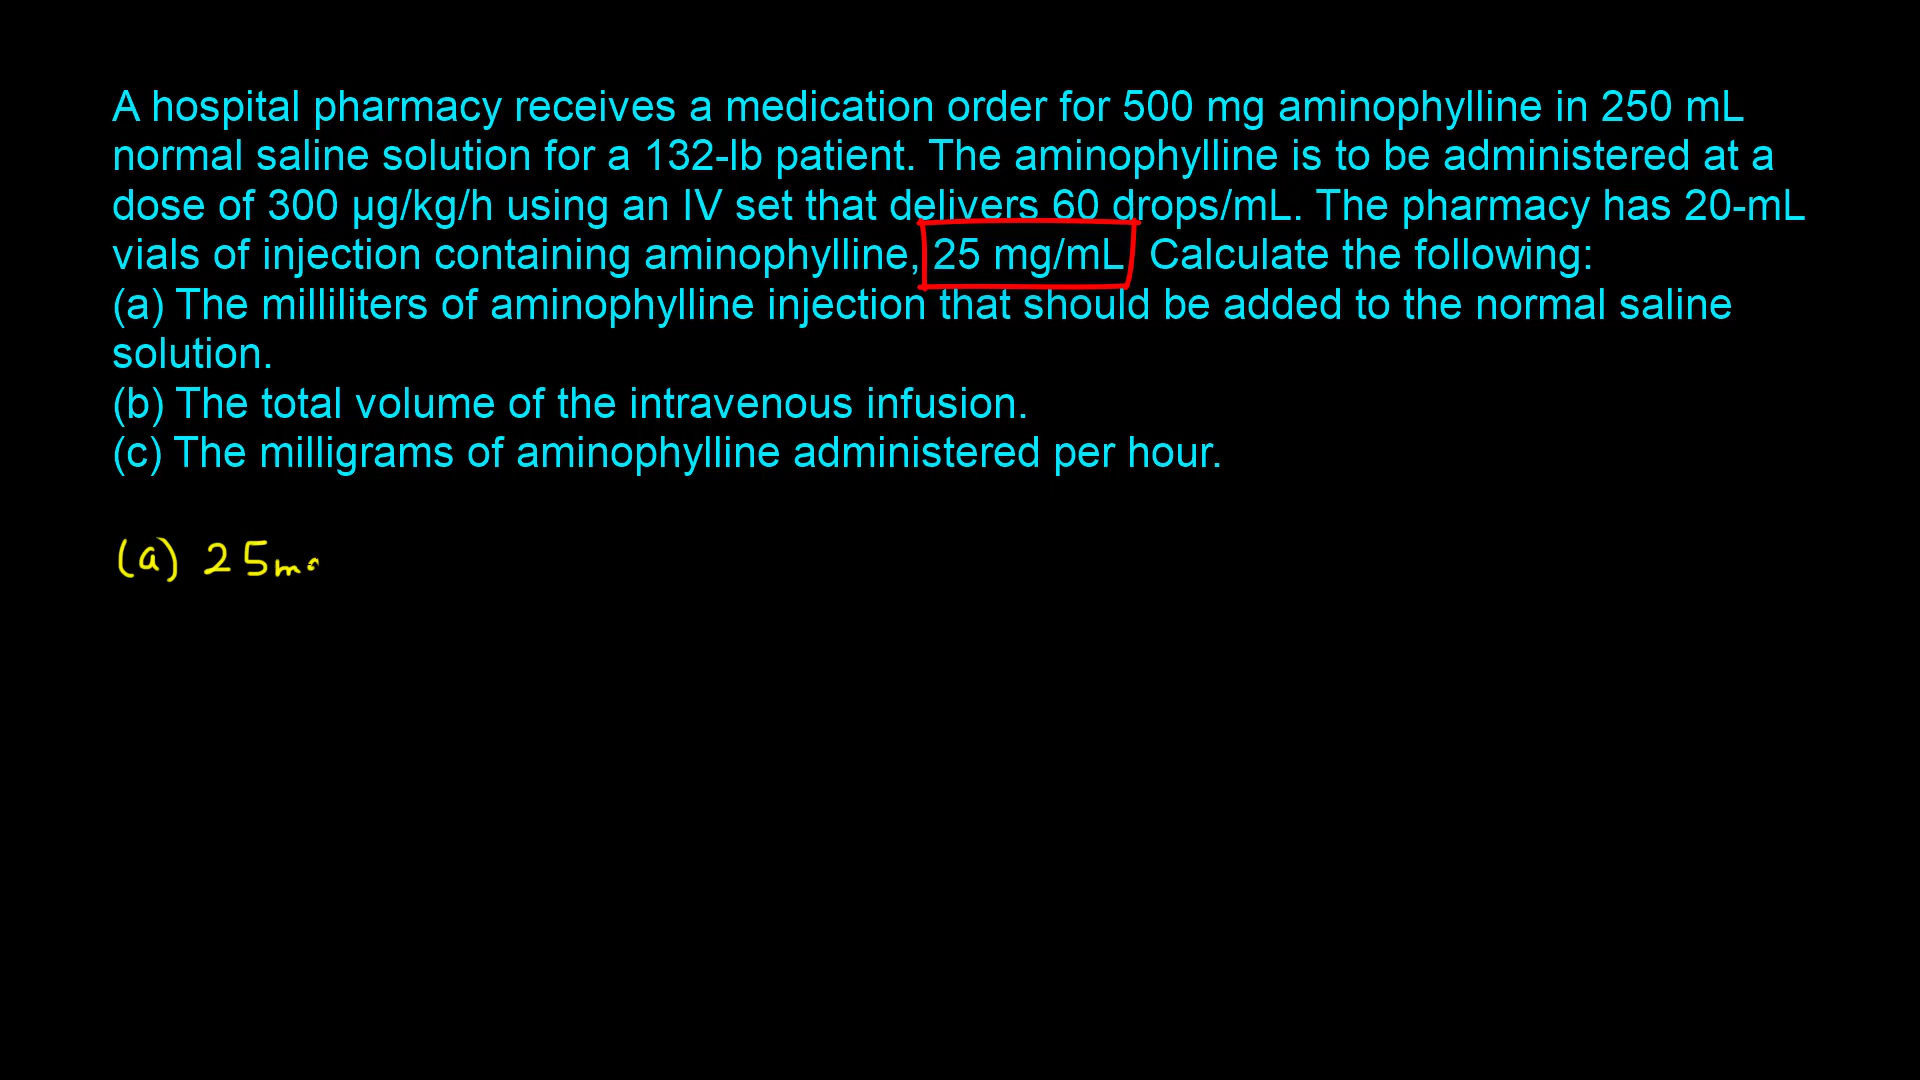 A hospital pharmacy receives a medication order for 500 mg aminophylline in 250 mL
normal saline solution for a 132-lb patient. The aminophylline is to be administered at a
dose of 300 µg/kg/h using an IV set that delivers 60 drops/mL. The pharmacy has 20-mL
vials of injection containing aminophylline, 25 mg/mL Calculate the following:
(a) The milliliters of aminophylline injection that should be added to the normal saline
solution.
(b) The total volume of the intravenous infusion.
(c) The milligrams of aminophylline administered per hour.
(a) 25m